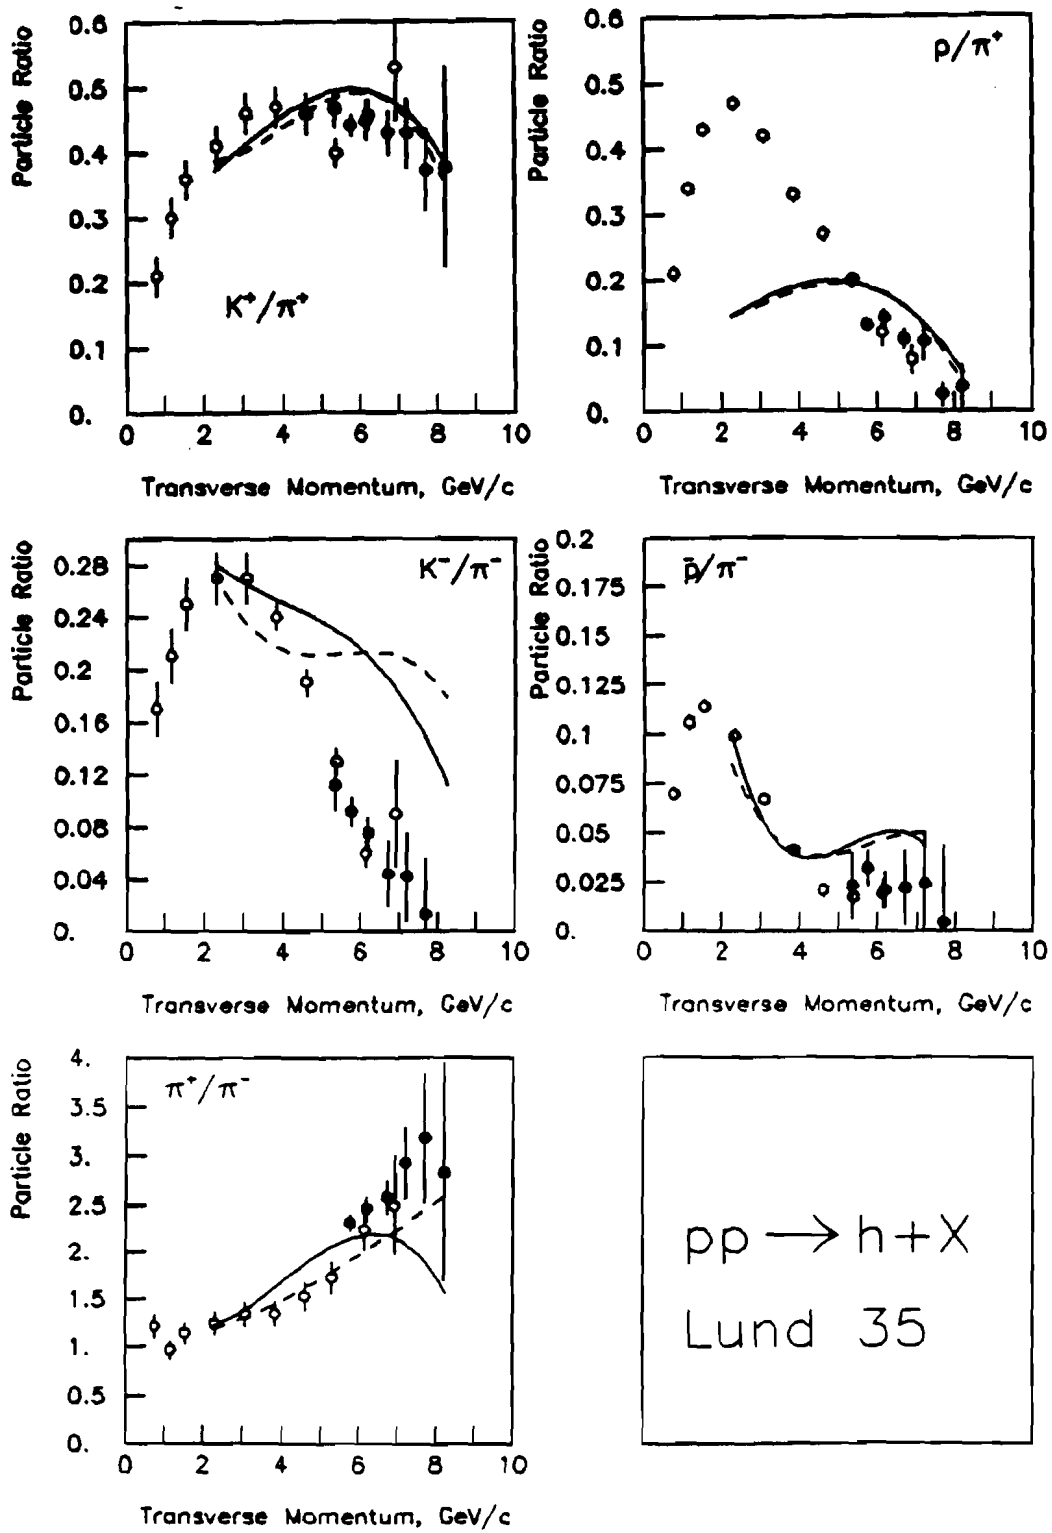 Particle Ratio
0.6
0.5
0.4
0.3
0.2
0.1
0.
K⁺/π⁺
0 2 4 6 8 10
Transverse Momentum, GeV/c
Particle Ratio
0.6
0.5
0.4
0.3
0.2
0.1
0.
p/π⁺
0 2 4 6 8 10
Transverse Momentum, GeV/c
Particle Ratio
0.28
0.24
0.2
0.16
0.12
0.08
0.04
0.
K⁻/π⁻
0 2 4 6 8 10
Transverse Momentum, GeV/c
Particle Ratio
0.2
0.175
0.15
0.125
0.1
0.075
0.05
0.025
0.
p̄/π⁻
0 2 4 6 8 10
Transverse Momentum, GeV/c
Particle Ratio
4.
3.5
3.
2.5
2.
1.5
1.
0.5
0.
π⁺/π⁻
0 2 4 6 8 10
Transverse Momentum, GeV/c
pp → h+X
Lund 35